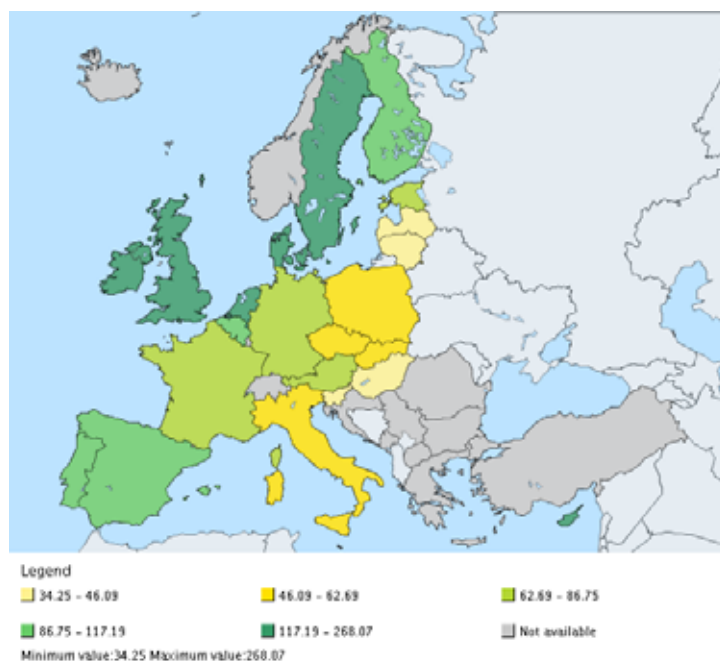 Legend
34.25 - 46.09 46.09 - 62.69 62.69 - 86.75
86.75 - 117.19 117.19 - 268.07 Not available
Minimum value:34.25 Maximum value:268.07